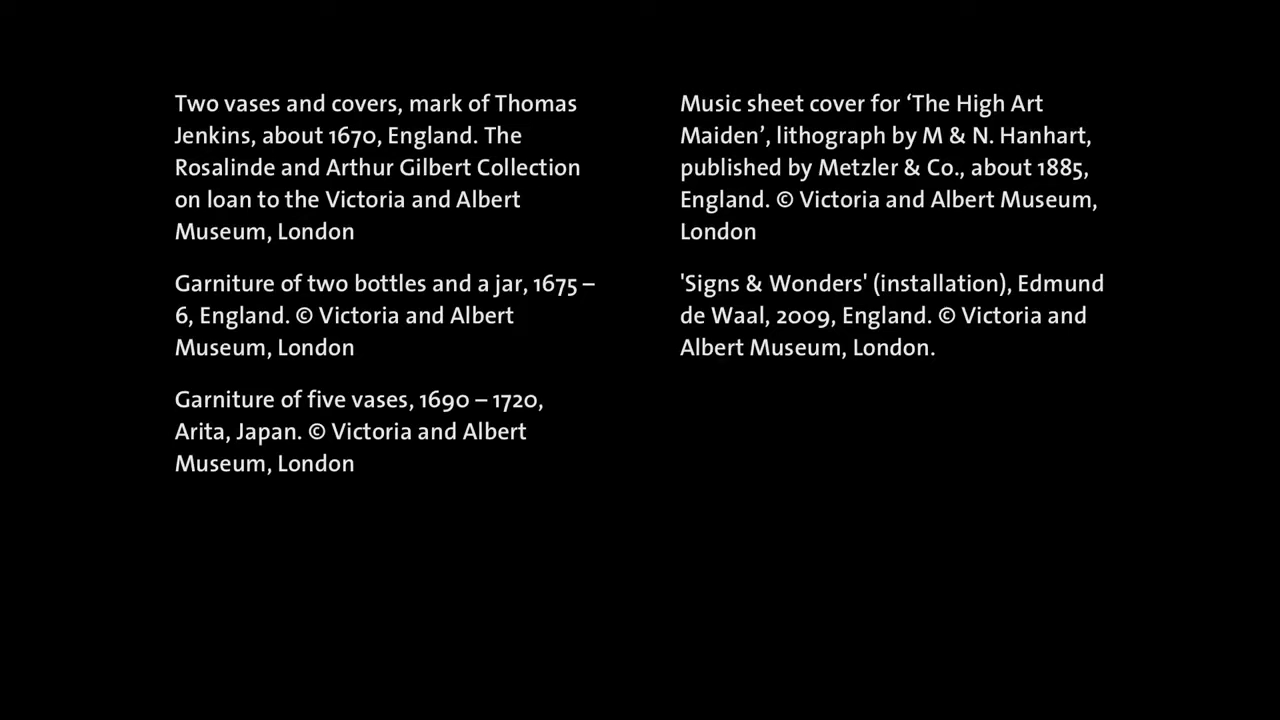 Two vases and covers, mark of Thomas
Jenkins, about 1670, England. The
Rosalinde and Arthur Gilbert Collection
on loan to the Victoria and Albert
Museum, London
Garniture of two bottles and a jar, 1675 –
6, England. © Victoria and Albert
Museum, London
Garniture of five vases, 1690 – 1720,
Arita, Japan. © Victoria and Albert
Museum, London
Music sheet cover for ‘The High Art
Maiden’, lithograph by M & N. Hanhart,
published by Metzler & Co., about 1885,
England. © Victoria and Albert Museum,
London
'Signs & Wonders' (installation), Edmund
de Waal, 2009, England. © Victoria and
Albert Museum, London.